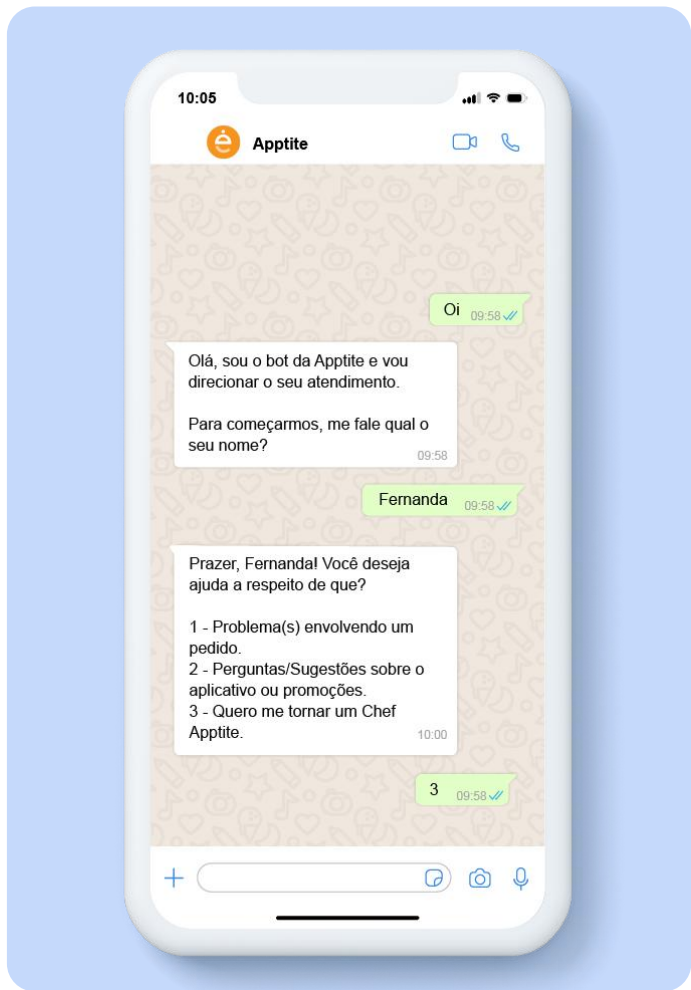 10:05
Apptite
Oi 09:58
Olá, sou o bot da Apptite e vou
direcionar o seu atendimento.
Para começarmos, me fale qual o
seu nome?
09:58
Fernanda 09:58
Prazer, Fernanda! Você deseja
ajuda a respeito de que?
1 - Problema(s) envolvendo um
pedido.
2 - Perguntas/Sugestões sobre o
aplicativo ou promoções.
3 - Quero me tornar um Chef
Apptite. 10:00
3 09:58